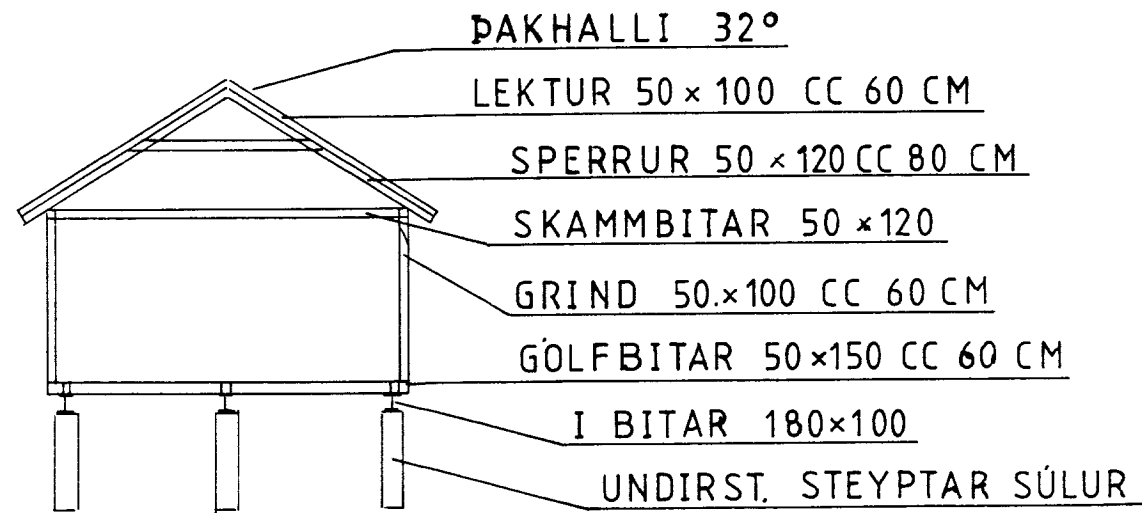 ÞAKHALLI 32°
LEKTUR 50 × 100 CC 60 CM
SPERRUR 50 × 120 CC 80 CM
SKAMMBITAR 50 × 120
GRIND 50.×100 CC 60 CM
GÓLFBITAR 50×150 CC 60 CM
I BITAR 180×100
UNDIRST. STEYPTAR SÚLUR